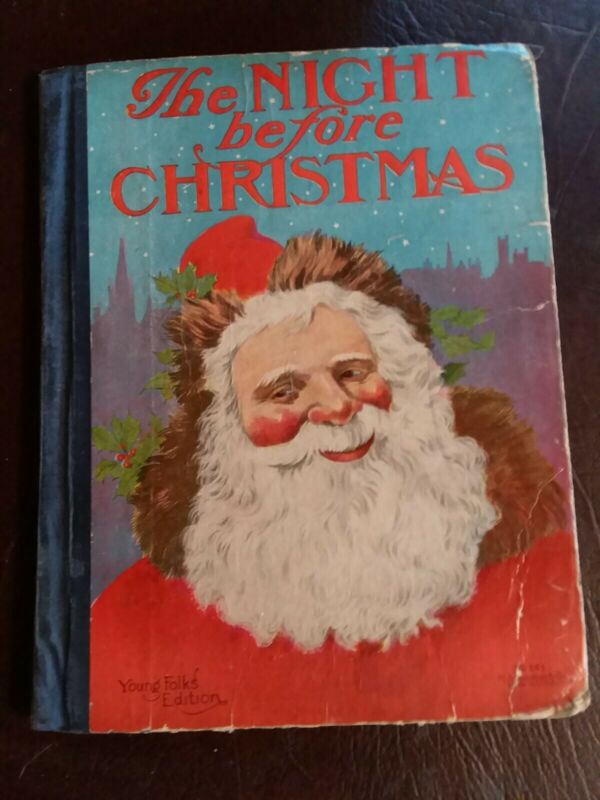 The NIGHT
before
CHRISTMAS
Young Folks'
Edition